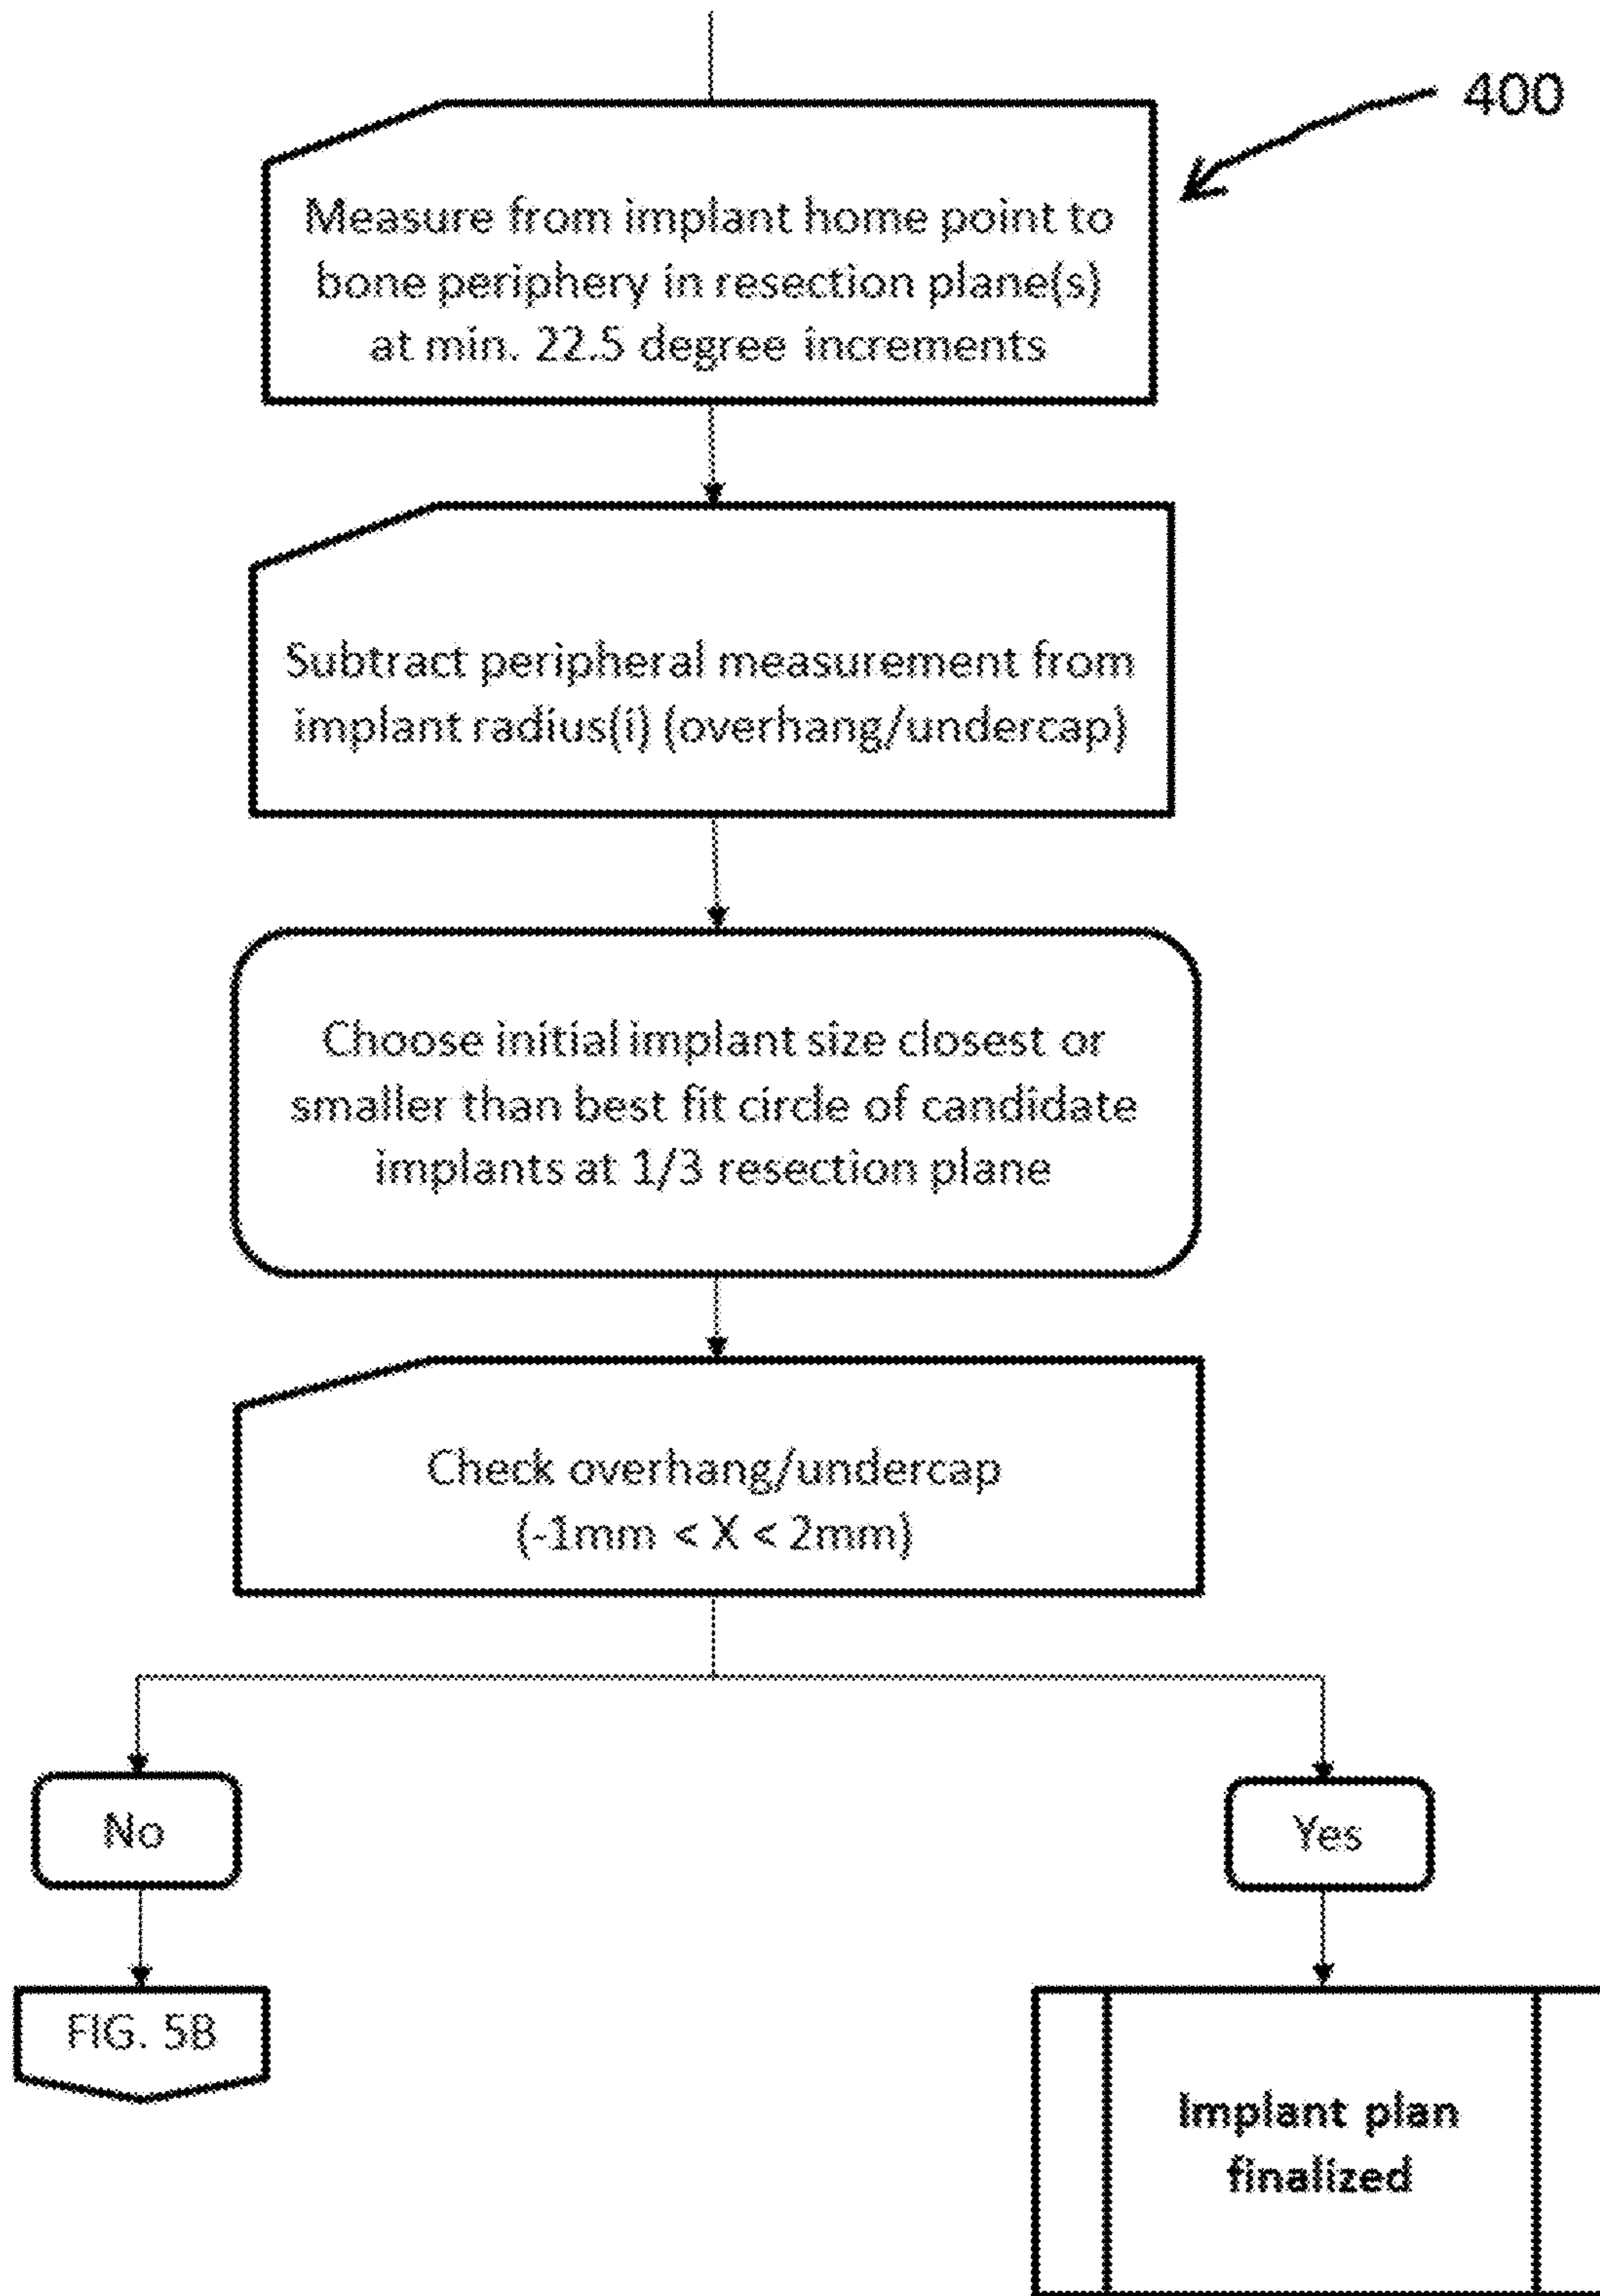 400
Measure from implant home point to
bone periphery in resection plane(s)
at min. 22.5 degree increments
Subtract peripheral measurement from
implant radius(i) (overhang/undercap)
Choose initial implant size closest or
smaller than best fit circle of candidate
implants at 1/3 resection plane
Check overhang/undercap
(-1mm < X < 2mm)
No
Yes
FIG. 5B
Implant plan
finalized